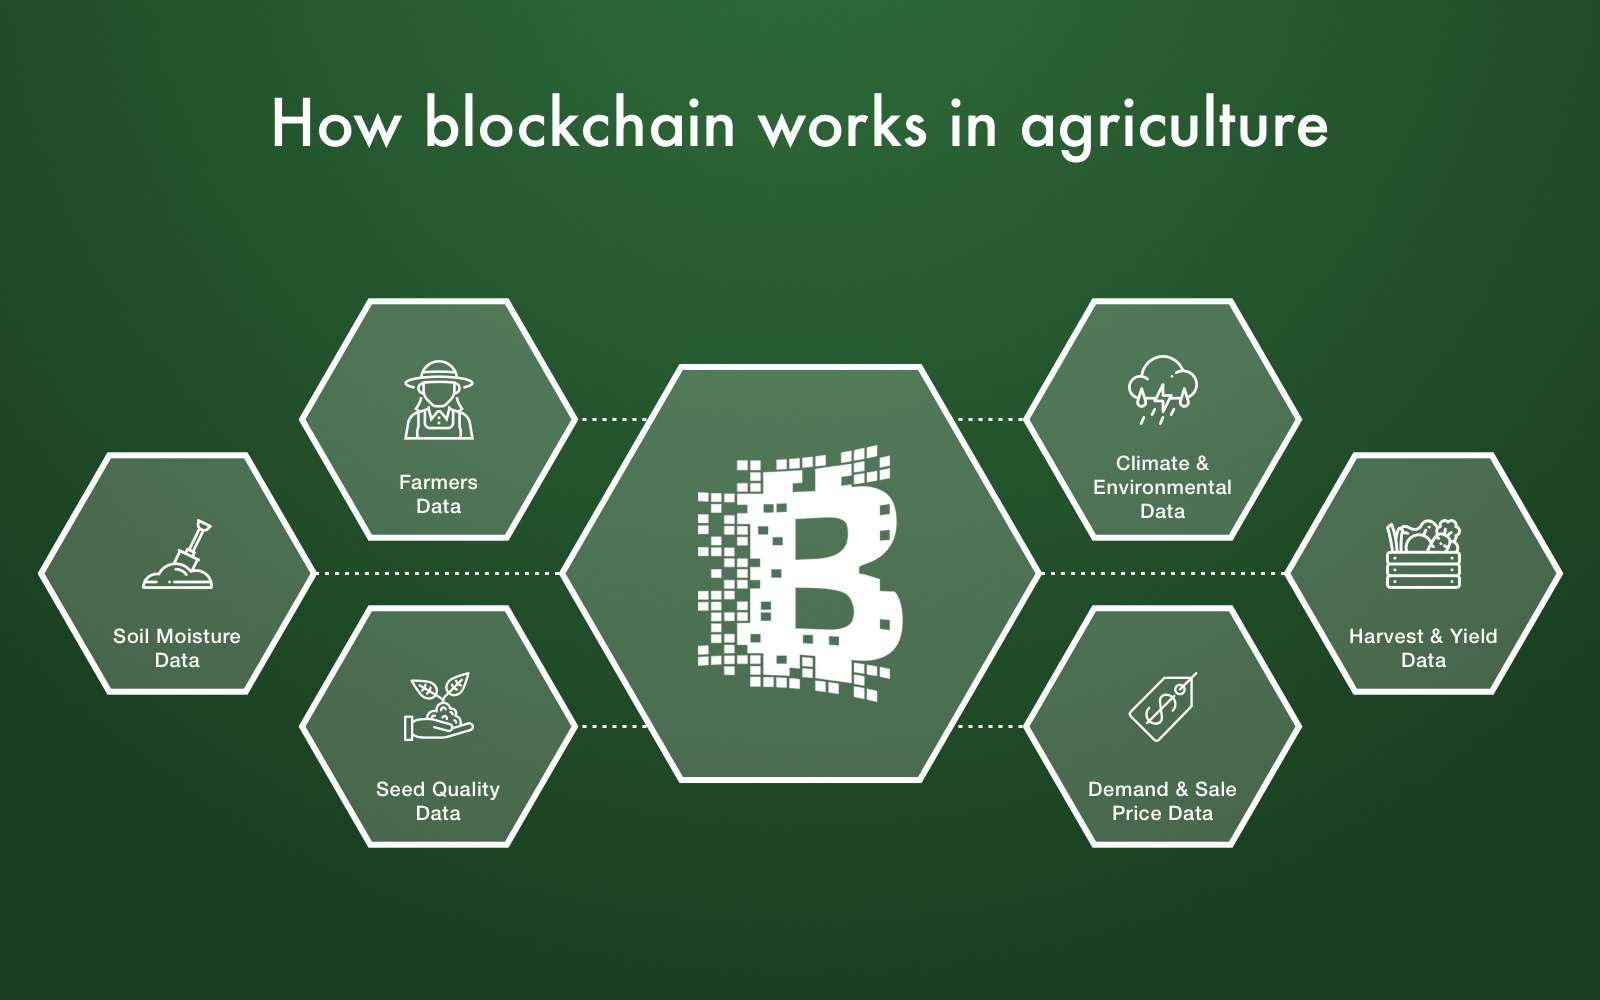 How blockchain works in agriculture
Farmers
Data
Climate &
Environmental
Data
Soil Moisture
Data
B
Harvest & Yield
Data
Seed Quality
Data
Demand & Sale
Price Data